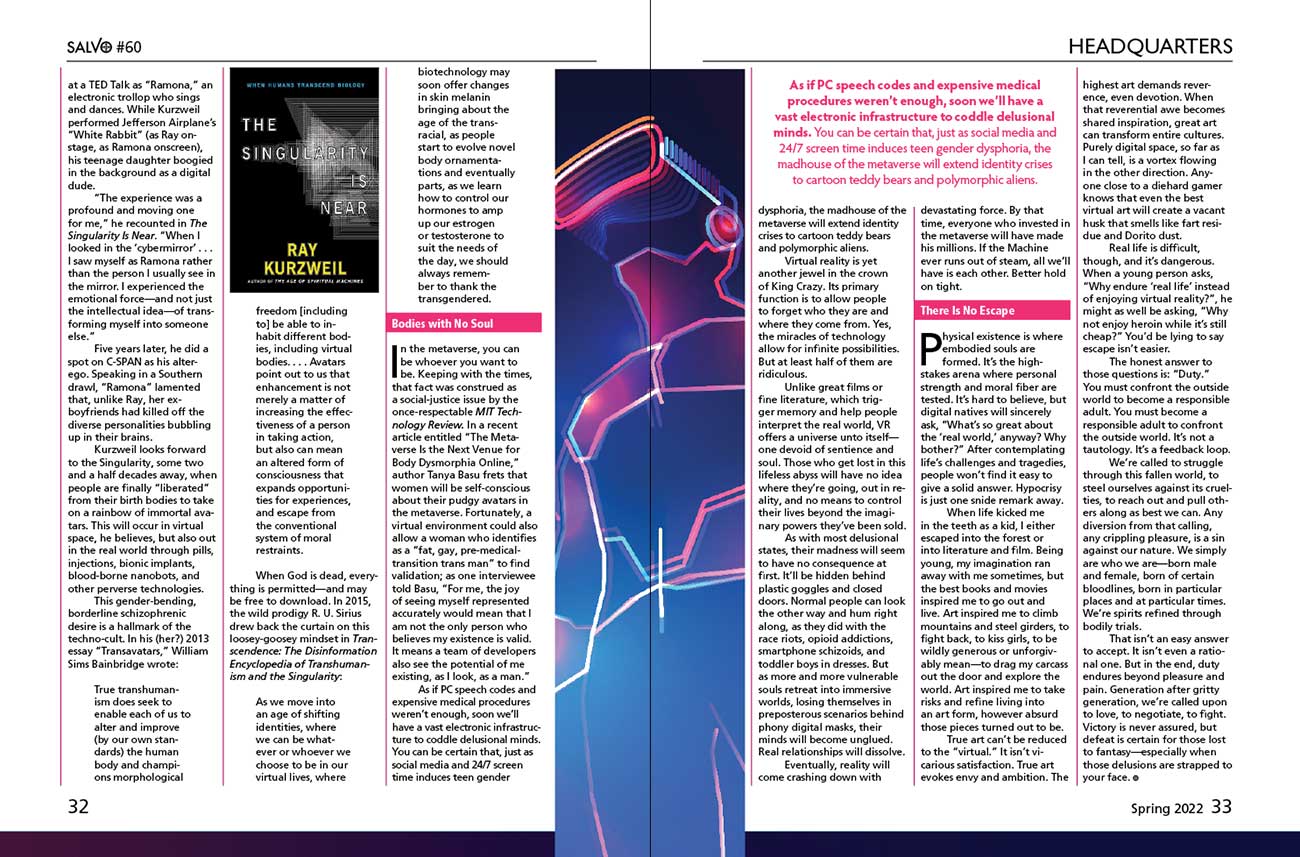 SALVO #60
at a TED Talk as “Ramona,” an
electronic trollop who sings
and dances. While Kurzweil
performed Jefferson Airplane’s
“White Rabbit” (as Ray on-
stage, as Ramona onscreen),
his teenage daughter boogied
in the background as a digital
dude.
“The experience was a
profound and moving one
for me,” he recounted in The
Singularity Is Near. “When I
looked in the ‘cybermirror’ . . .
I saw myself as Ramona rather
than the person I usually see in
the mirror. I experienced the
emotional force—and not just
the intellectual idea—of trans-
forming myself into someone
else.”
Five years later, he did a
spot on C-SPAN as his alter-
ego. Speaking in a Southern
drawl, “Ramona” lamented
that, unlike Ray, her ex-
boyfriends had killed off the
diverse personalities bubbling
up in their brains.
Kurzweil looks forward
to the Singularity, some two
and a half decades away, when
people are finally “liberated”
from their birth bodies to take
on a rainbow of immortal ava-
tars. This will occur in virtual
space, he believes, but also out
in the real world through pills,
injections, bionic implants,
blood-borne nanobots, and
other perverse technologies.
This gender-bending,
borderline schizophrenic
desire is a hallmark of the
techno-cult. In his (her?) 2013
essay “Transavatars,” William
Sims Bainbridge wrote:
True transhuman-
ism does seek to
enable each of us to
alter and improve
(by our own stan-
dards) the human
body and champi-
ons morphological
WHEN HUMANS TRANSCEND BIOLOGY
THE
SINGULARITY
IS
NEAR
RAY
KURZWEIL
AUTHOR OF THE AGE OF SPIRITUAL MACHINES
freedom [including
to] be able to in-
habit different bod-
ies, including virtual
bodies. . . . Avatars
point out to us that
enhancement is not
merely a matter of
increasing the effec-
tiveness of a person
in taking action,
but also can mean
an altered form of
consciousness that
expands opportuni-
ties for experiences,
and escape from
the conventional
system of moral
restraints.
When God is dead, every-
thing is permitted—and may
be free to download. In 2015,
the wild prodigy R. U. Sirius
drew back the curtain on this
loosey-goosey mindset in Tran-
scendence: The Disinformation
Encyclopedia of Transhuman-
ism and the Singularity:
As we move into
an age of shifting
identities, where
we can be what-
ever or whoever we
choose to be in our
virtual lives, where
biotechnology may
soon offer changes
in skin melanin
bringing about the
age of the trans-
racial, as people
start to evolve novel
body ornamenta-
tions and eventually
parts, as we learn
how to control our
hormones to amp
up our estrogen
or testosterone to
suit the needs of
the day, we should
always remem-
ber to thank the
transgendered.
Bodies with No Soul
In the metaverse, you can
be whoever you want to
be. Keeping with the times,
that fact was construed as
a social-justice issue by the
once-respectable MIT Tech-
nology Review. In a recent
article entitled “The Meta-
verse Is the Next Venue for
Body Dysmorphia Online,”
author Tanya Basu frets that
women will be self-conscious
about their pudgy avatars in
the metaverse. Fortunately, a
virtual environment could also
allow a woman who identifies
as a “fat, gay, pre-medical-
transition trans man” to find
validation; as one interviewee
told Basu, “For me, the joy
of seeing myself represented
accurately would mean that I
am not the only person who
believes my existence is valid.
It means a team of developers
also see the potential of me
existing, as I look, as a man.”
As if PC speech codes and
expensive medical procedures
weren’t enough, soon we’ll
have a vast electronic infrastruc-
ture to coddle delusional minds.
You can be certain that, just as
social media and 24/7 screen
time induces teen gender
32
HEADQUARTERS
As if PC speech codes and expensive medical
procedures weren’t enough, soon we’ll have a
vast electronic infrastructure to coddle delusional
minds. You can be certain that, just as social media and
24/7 screen time induces teen gender dysphoria, the
madhouse of the metaverse will extend identity crises
to cartoon teddy bears and polymorphic aliens.
dysphoria, the madhouse of the
metaverse will extend identity
crises to cartoon teddy bears
and polymorphic aliens.
Virtual reality is yet
another jewel in the crown
of King Crazy. Its primary
function is to allow people
to forget who they are and
where they come from. Yes,
the miracles of technology
allow for infinite possibilities.
But at least half of them are
ridiculous.
Unlike great films or
fine literature, which trig-
ger memory and help people
interpret the real world, VR
offers a universe unto itself—
one devoid of sentience and
soul. Those who get lost in this
lifeless abyss will have no idea
where they’re going, out in re-
ality, and no means to control
their lives beyond the imagi-
nary powers they’ve been sold.
As with most delusional
states, their madness will seem
to have no consequence at
first. It’ll be hidden behind
plastic goggles and closed
doors. Normal people can look
the other way and hum right
along, as they did with the
race riots, opioid addictions,
smartphone schizoids, and
toddler boys in dresses. But
as more and more vulnerable
souls retreat into immersive
worlds, losing themselves in
preposterous scenarios behind
phony digital masks, their
minds will become unglued.
Real relationships will dissolve.
Eventually, reality will
come crashing down with
devastating force. By that
time, everyone who invested in
the metaverse will have made
his millions. If the Machine
ever runs out of steam, all we’ll
have is each other. Better hold
on tight.
There Is No Escape
Physical existence is where
embodied souls are
formed. It’s the high-
stakes arena where personal
strength and moral fiber are
tested. It’s hard to believe, but
digital natives will sincerely
ask, “What’s so great about
the ‘real world,’ anyway? Why
bother?” After contemplating
life’s challenges and tragedies,
people won’t find it easy to
give a solid answer. Hypocrisy
is just one snide remark away.
When life kicked me
in the teeth as a kid, I either
escaped into the forest or
into literature and film. Being
young, my imagination ran
away with me sometimes, but
the best books and movies
inspired me to go out and
live. Art inspired me to climb
mountains and steel girders, to
fight back, to kiss girls, to be
wildly generous or unforgiv-
ably mean—to drag my carcass
out the door and explore the
world. Art inspired me to take
risks and refine living into
an art form, however absurd
those pieces turned out to be.
True art can’t be reduced
to the “virtual.” It isn’t vi-
carious satisfaction. True art
evokes envy and ambition. The
highest art demands rever-
ence, even devotion. When
that reverential awe becomes
shared inspiration, great art
can transform entire cultures.
Purely digital space, so far as
I can tell, is a vortex flowing
in the other direction. Any-
one close to a diehard gamer
knows that even the best
virtual art will create a vacant
husk that smells like fart resi-
due and Dorito dust.
Real life is difficult,
though, and it’s dangerous.
When a young person asks,
“Why endure ‘real life’ instead
of enjoying virtual reality?”, he
might as well be asking, “Why
not enjoy heroin while it’s still
cheap?” You’d be lying to say
escape isn’t easier.
The honest answer to
those questions is: “Duty.”
You must confront the outside
world to become a responsible
adult. You must become a
responsible adult to confront
the outside world. It’s not a
tautology. It’s a feedback loop.
We’re called to struggle
through this fallen world, to
steel ourselves against its cruel-
ties, to reach out and pull oth-
ers along as best we can. Any
diversion from that calling,
any crippling pleasure, is a sin
against our nature. We simply
are who we are—born male
and female, born of certain
bloodlines, born in particular
places and at particular times.
We’re spirits refined through
bodily trials.
That isn’t an easy answer
to accept. It isn’t even a ratio-
nal one. But in the end, duty
endures beyond pleasure and
pain. Generation after gritty
generation, we’re called upon
to love, to negotiate, to fight.
Victory is never assured, but
defeat is certain for those lost
to fantasy—especially when
those delusions are strapped to
your face.
Spring 2022 33